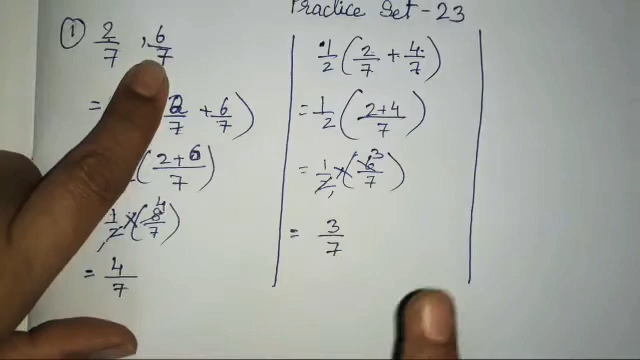 Practice Set - 23
① 2/7 , 6/7
= 2/7 + 6/7)
(2+6/7)
1/2 × (8/7) 4
= 4/7
1/2 (2/7 + 4/7)
= 1/2 (2+4/7)
= 1/2 × (6/7) 3
= 3/7